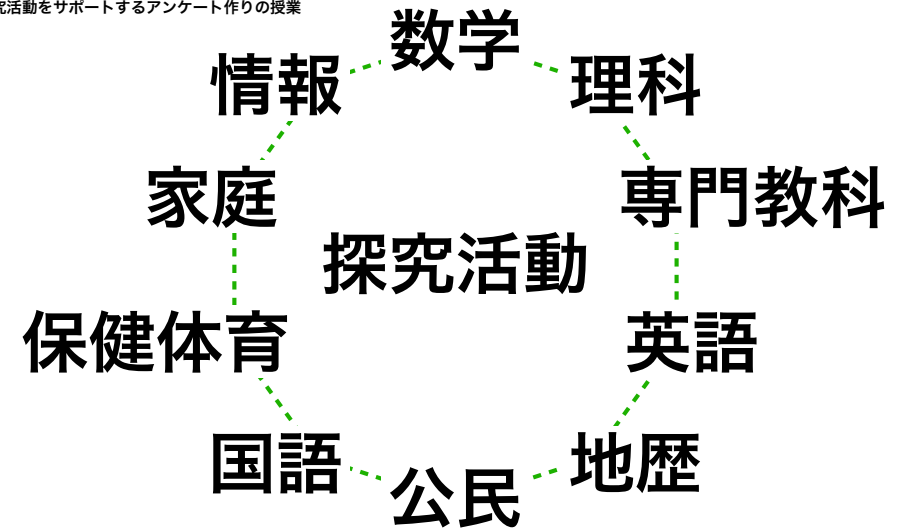 究活動をサポートするアンケート作りの授業
数学
情報
理科
家庭
専門教科
探究活動
保健体育
英語
国語
地歴
公民